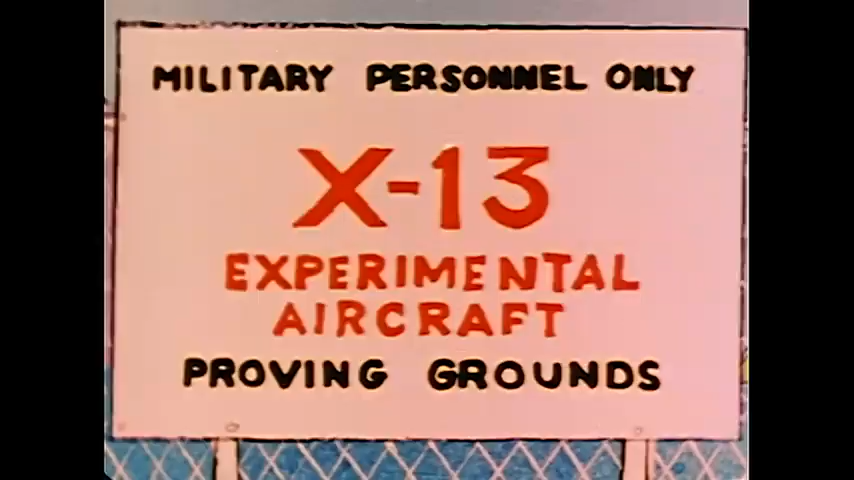 MILITARY PERSONNEL ONLY
X-13
EXPERIMENTAL
AIRCRAFT
PROVING GROUNDS